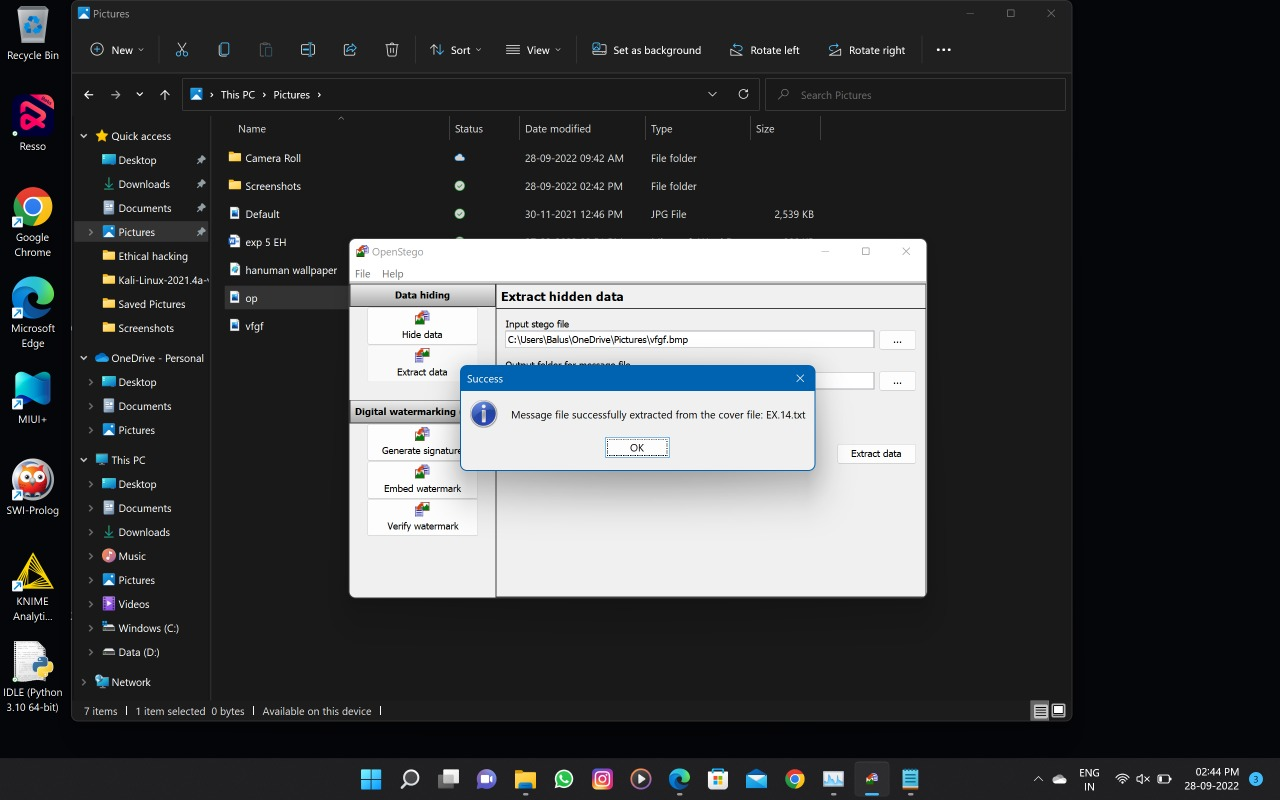 Recycle Bin
Resso
Google
Chrome
Microsoft
Edge
MIUI+
SWI-Prolog
KNIME
Analyti...
IDLE (Python
3.10 64-bit)
Pictures
New
Sort
View
Set as background
Rotate left
Rotate right
This PC > Pictures >
Search Pictures
Quick access
Desktop
Downloads
Documents
Pictures
Ethical hacking
Kali-Linux-2021.4a-
Saved Pictures
Screenshots
OneDrive - Personal
Desktop
Documents
Pictures
This PC
Desktop
Documents
Downloads
Music
Pictures
Videos
Windows (C:)
Data (D:)
Network
Name Status Date modified Type Size
Camera Roll 28-09-2022 09:42 AM File folder
Screenshots 28-09-2022 02:42 PM File folder
Default 30-11-2021 12:46 PM JPG File 2,539 KB
exp 5 EH
hanuman wallpaper
op
vfgf
OpenStego
File Help
Data hiding
Hide data
Extract data
Digital watermarking
Generate signature
Embed watermark
Verify watermark
Extract hidden data
Input stego file
C:\Users\Balus\OneDrive\Pictures\vfgf.bmp
...
Output folder for message file
...
Extract data
Success
Message file successfully extracted from the cover file: EX.14.txt
OK
7 items 1 item selected 0 bytes Available on this device
ENG
IN
02:44 PM
28-09-2022
3